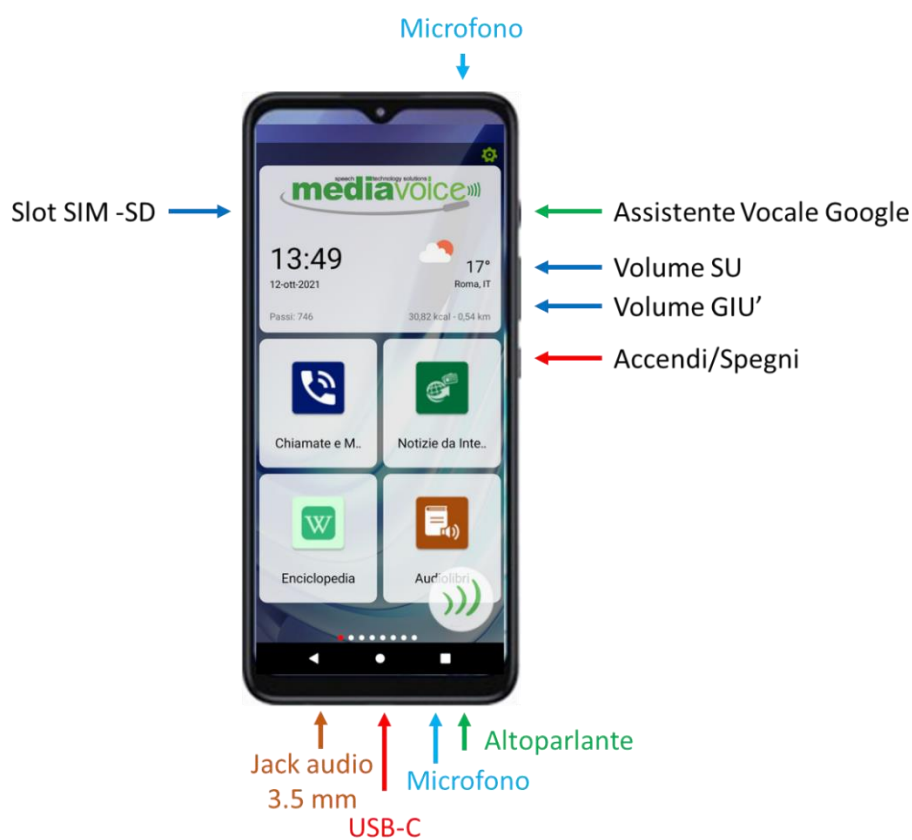 Microfono
Slot SIM -SD
Assistente Vocale Google
Volume SU
Volume GIU’
Accendi/Spegni
speech technology solutions
mediavoice
13:49
12-ott-2021
17°
Roma, IT
Passi: 746
30,82 kcal - 0,54 km
Chiamate e M..
Notizie da Inte..
W
Enciclopedia
Audiolibri
Jack audio
3.5 mm
USB-C
Microfono
Altoparlante